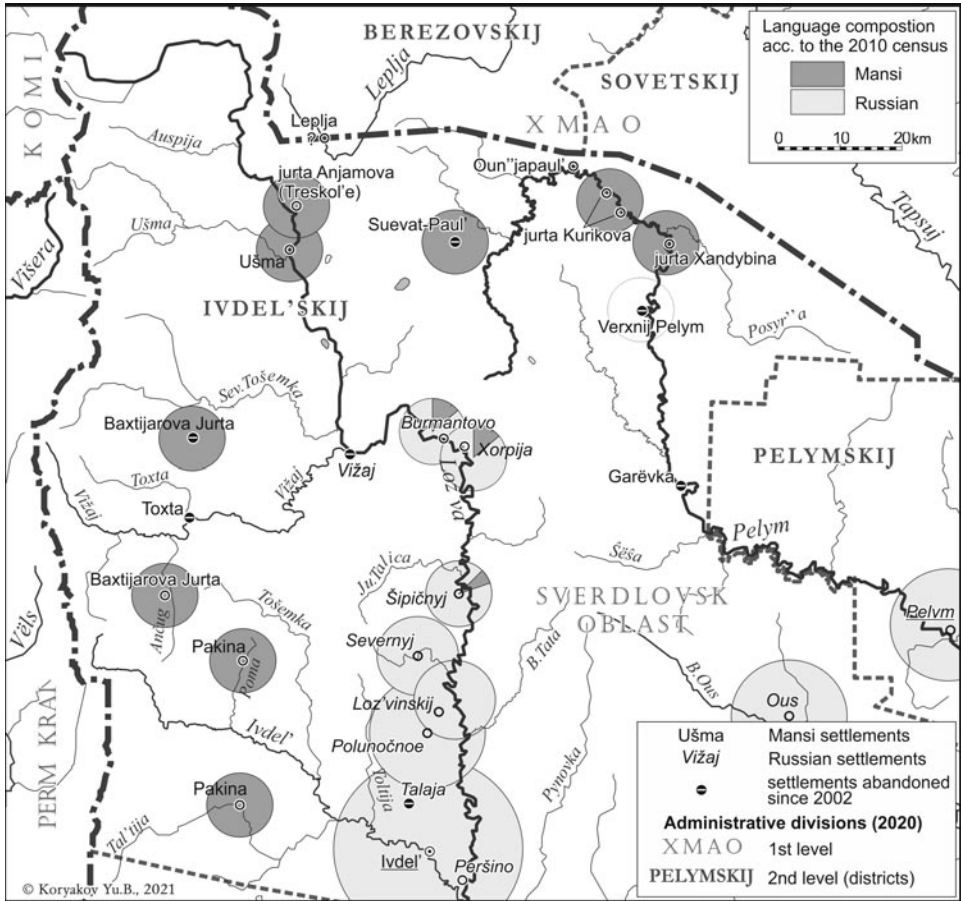 BEREZOVSKIJ
Leplja
SOVETSKIJ
Language compostion
acc. to the 2010 census
Mansi
Russian
0 10 20km
KOMI
XMAO
Leplja
?
Auspija
jurta Anjamova
(Treskol'e)
Oun''japaul'
Tapsuj
Ušma
Suevat-Paul'
jurta Kurikova
Ušma
jurta Xandybina
Višera
IVDEL'SKIJ
Verxnij Pelym
Posyr''a
Sev.Tošemka
Baxtijarova Jurta
Burmantovo
Xorpija
PELYMSKIJ
Toxta
Vižaj
Vižaj
Loz'va
Garëvka
Vižaj
Toxta
Pelym
Šëša
Ju.Talica
Baxtijarova Jurta
Tošemka
Šipičnyj
SVERDLOVSK
OBLAST
Ančug
Vëls
Severnyj
B.Tata
Pelym
Pakina
Poma
B.Ous
Loz'vinskij
Ous
Ivdel'
Polunočnoe
PERM KRAI
Pynovka
Talaja
Toltija
Pakina
Tal'tija
Ivdel'
Peršino
Ušma Mansi settlements
Vižaj Russian settlements
settlements abandoned
since 2002
Administrative divisions (2020)
XMAO 1st level
PELYMSKIJ 2nd level (districts)
© Koryakov Yu.B., 2021